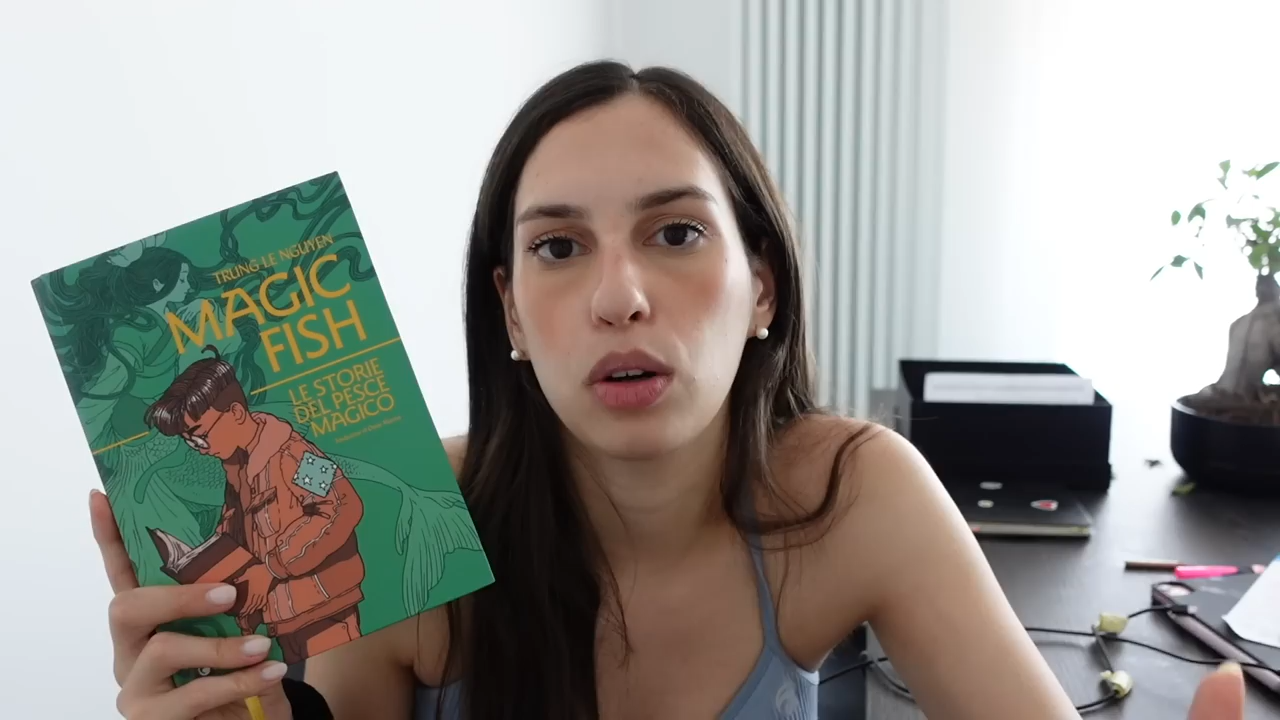 TRUNG LE NGUYEN
MAGIC
FISH
LE STORIE
DEL PESCE
MAGICO